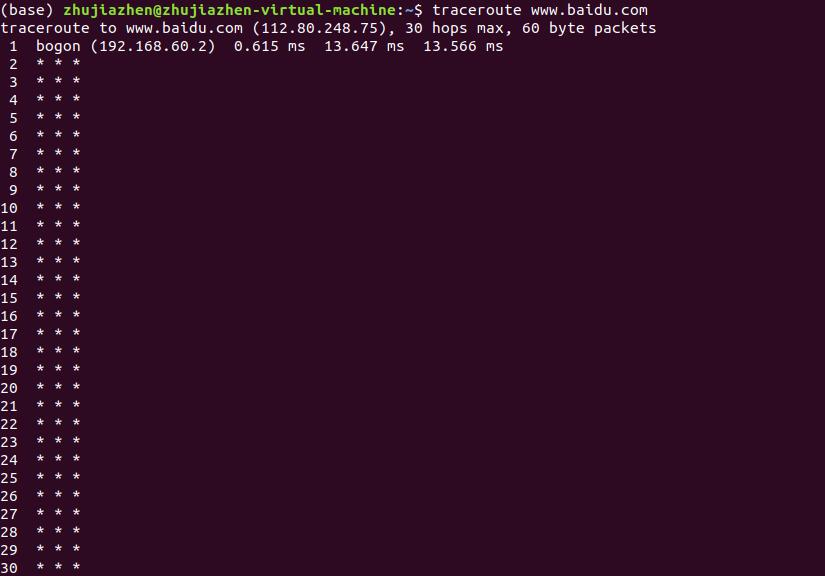 (base) zhujiazhen@zhujiazhen-virtual-machine:~$ traceroute www.baidu.com
traceroute to www.baidu.com (112.80.248.75), 30 hops max, 60 byte packets
 1  bogon (192.168.60.2)  0.615 ms  13.647 ms  13.566 ms
 2  * * *
 3  * * *
 4  * * *
 5  * * *
 6  * * *
 7  * * *
 8  * * *
 9  * * *
10  * * *
11  * * *
12  * * *
13  * * *
14  * * *
15  * * *
16  * * *
17  * * *
18  * * *
19  * * *
20  * * *
21  * * *
22  * * *
23  * * *
24  * * *
25  * * *
26  * * *
27  * * *
28  * * *
29  * * *
30  * * *